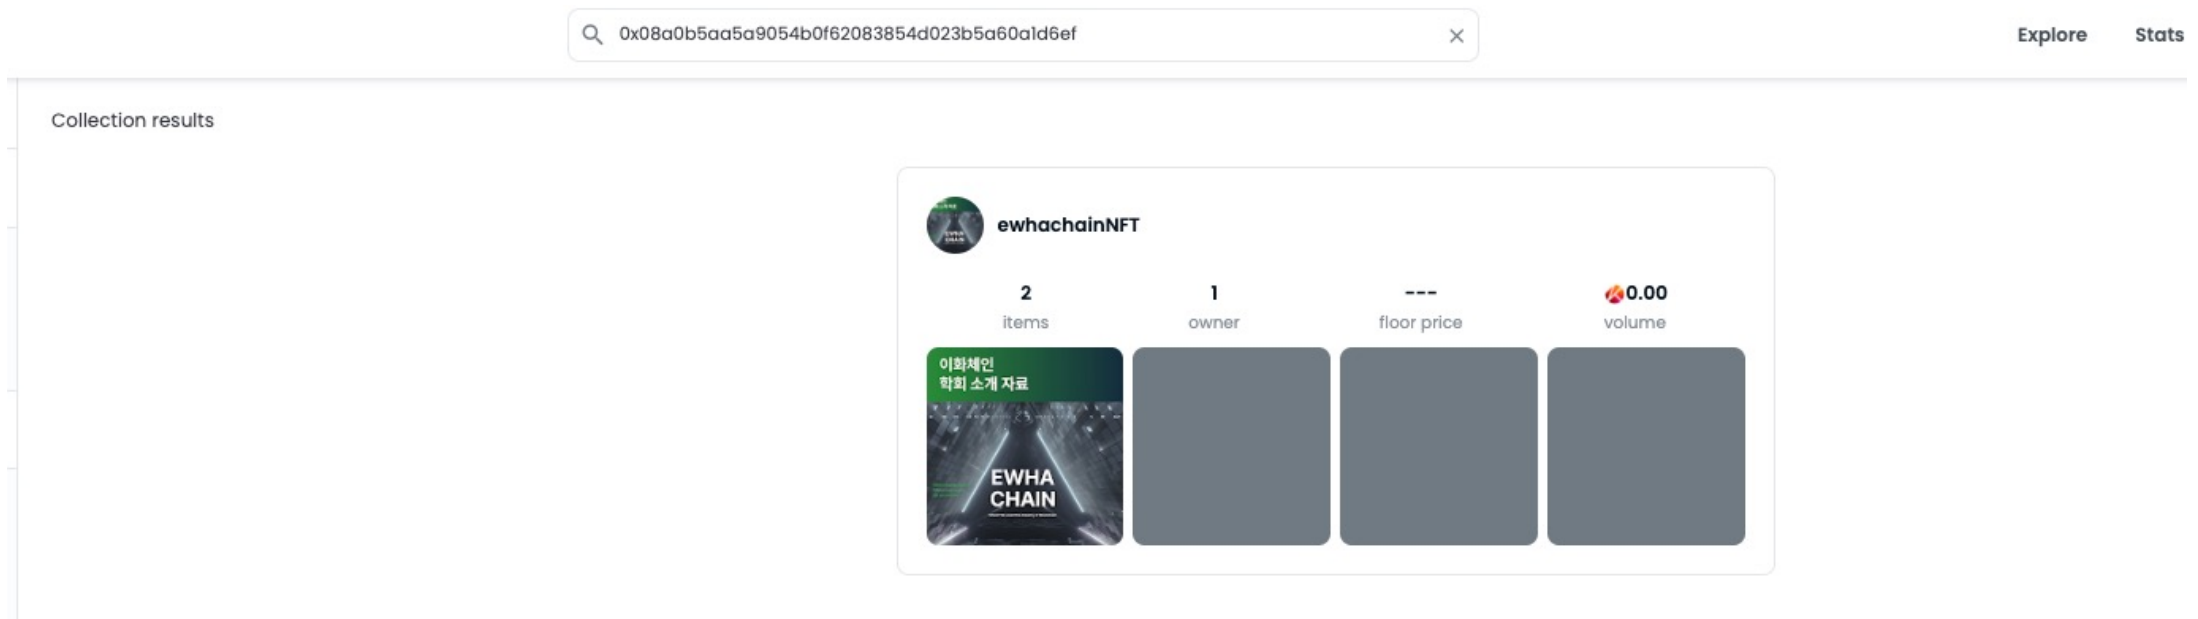 0x08a0b5aa5a9054b0f62083854d023b5a60a1d6ef
Explore
Stats
Collection results
ewhachainNFT
2
1
---
0.00
items
owner
floor price
volume
이화체인
학회 소개 자료
EWHA
CHAIN